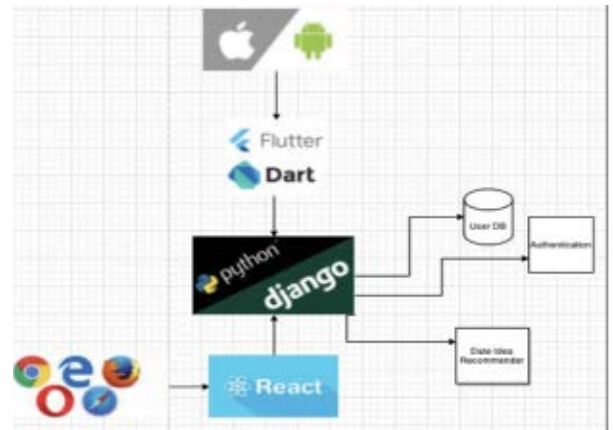 Flutter
Dart
python
django
User DB
Authentication
Date Idea
Recommender
React